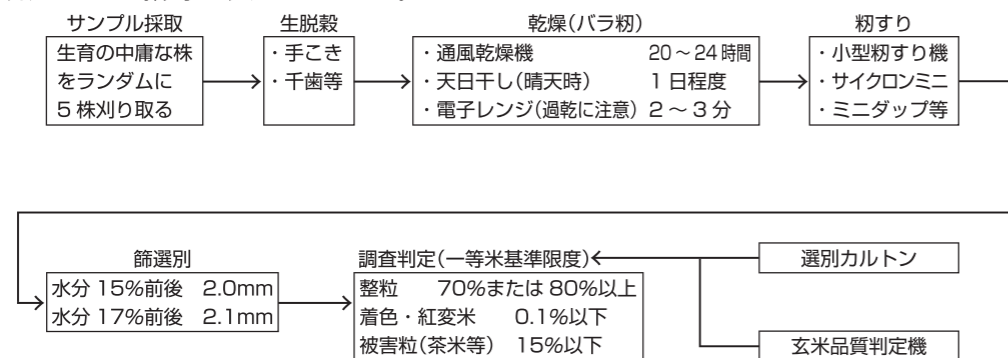 サンプル採取
生育の中庸な株
をランダムに
5株刈り取る
生脱穀
・手こき
・千歯等
乾燥(バラ籾)
・通風乾燥機 20~24時間
・天日干し(晴天時) 1日程度
・電子レンジ(過乾に注意) 2~3分
籾すり
・小型籾すり機
・サイクロンミニ
・ミニダップ等
篩選別
水分15%前後 2.0mm
水分17%前後 2.1mm
調査判定(一等米基準限度)
整粒 70%または80%以上
着色・紅変米 0.1%以下
被害粒(茶米等) 15%以下
選別カルトン
玄米品質判定機